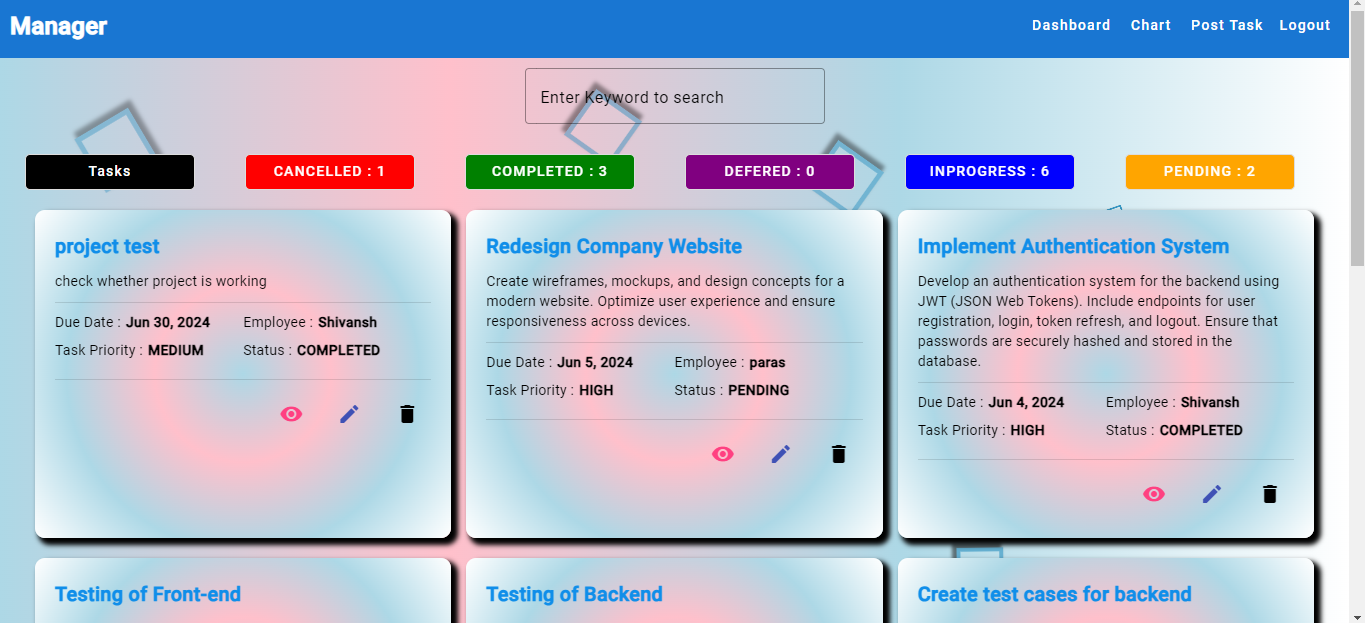 Manager
Dashboard Chart Post Task Logout
Enter Keyword to search
Tasks
CANCELLED : 1
COMPLETED : 3
DEFERED : 0
INPROGRESS : 6
PENDING : 2
project test
check whether project is working
Due Date : Jun 30, 2024 Employee : Shivansh
Task Priority : MEDIUM Status : COMPLETED
Redesign Company Website
Create wireframes, mockups, and design concepts for a
modern website. Optimize user experience and ensure
responsiveness across devices.
Due Date : Jun 5, 2024 Employee : paras
Task Priority : HIGH Status : PENDING
Implement Authentication System
Develop an authentication system for the backend using
JWT (JSON Web Tokens). Include endpoints for user
registration, login, token refresh, and logout. Ensure that
passwords are securely hashed and stored in the
database.
Due Date : Jun 4, 2024 Employee : Shivansh
Task Priority : HIGH Status : COMPLETED
Testing of Front-end
Testing of Backend
Create test cases for backend